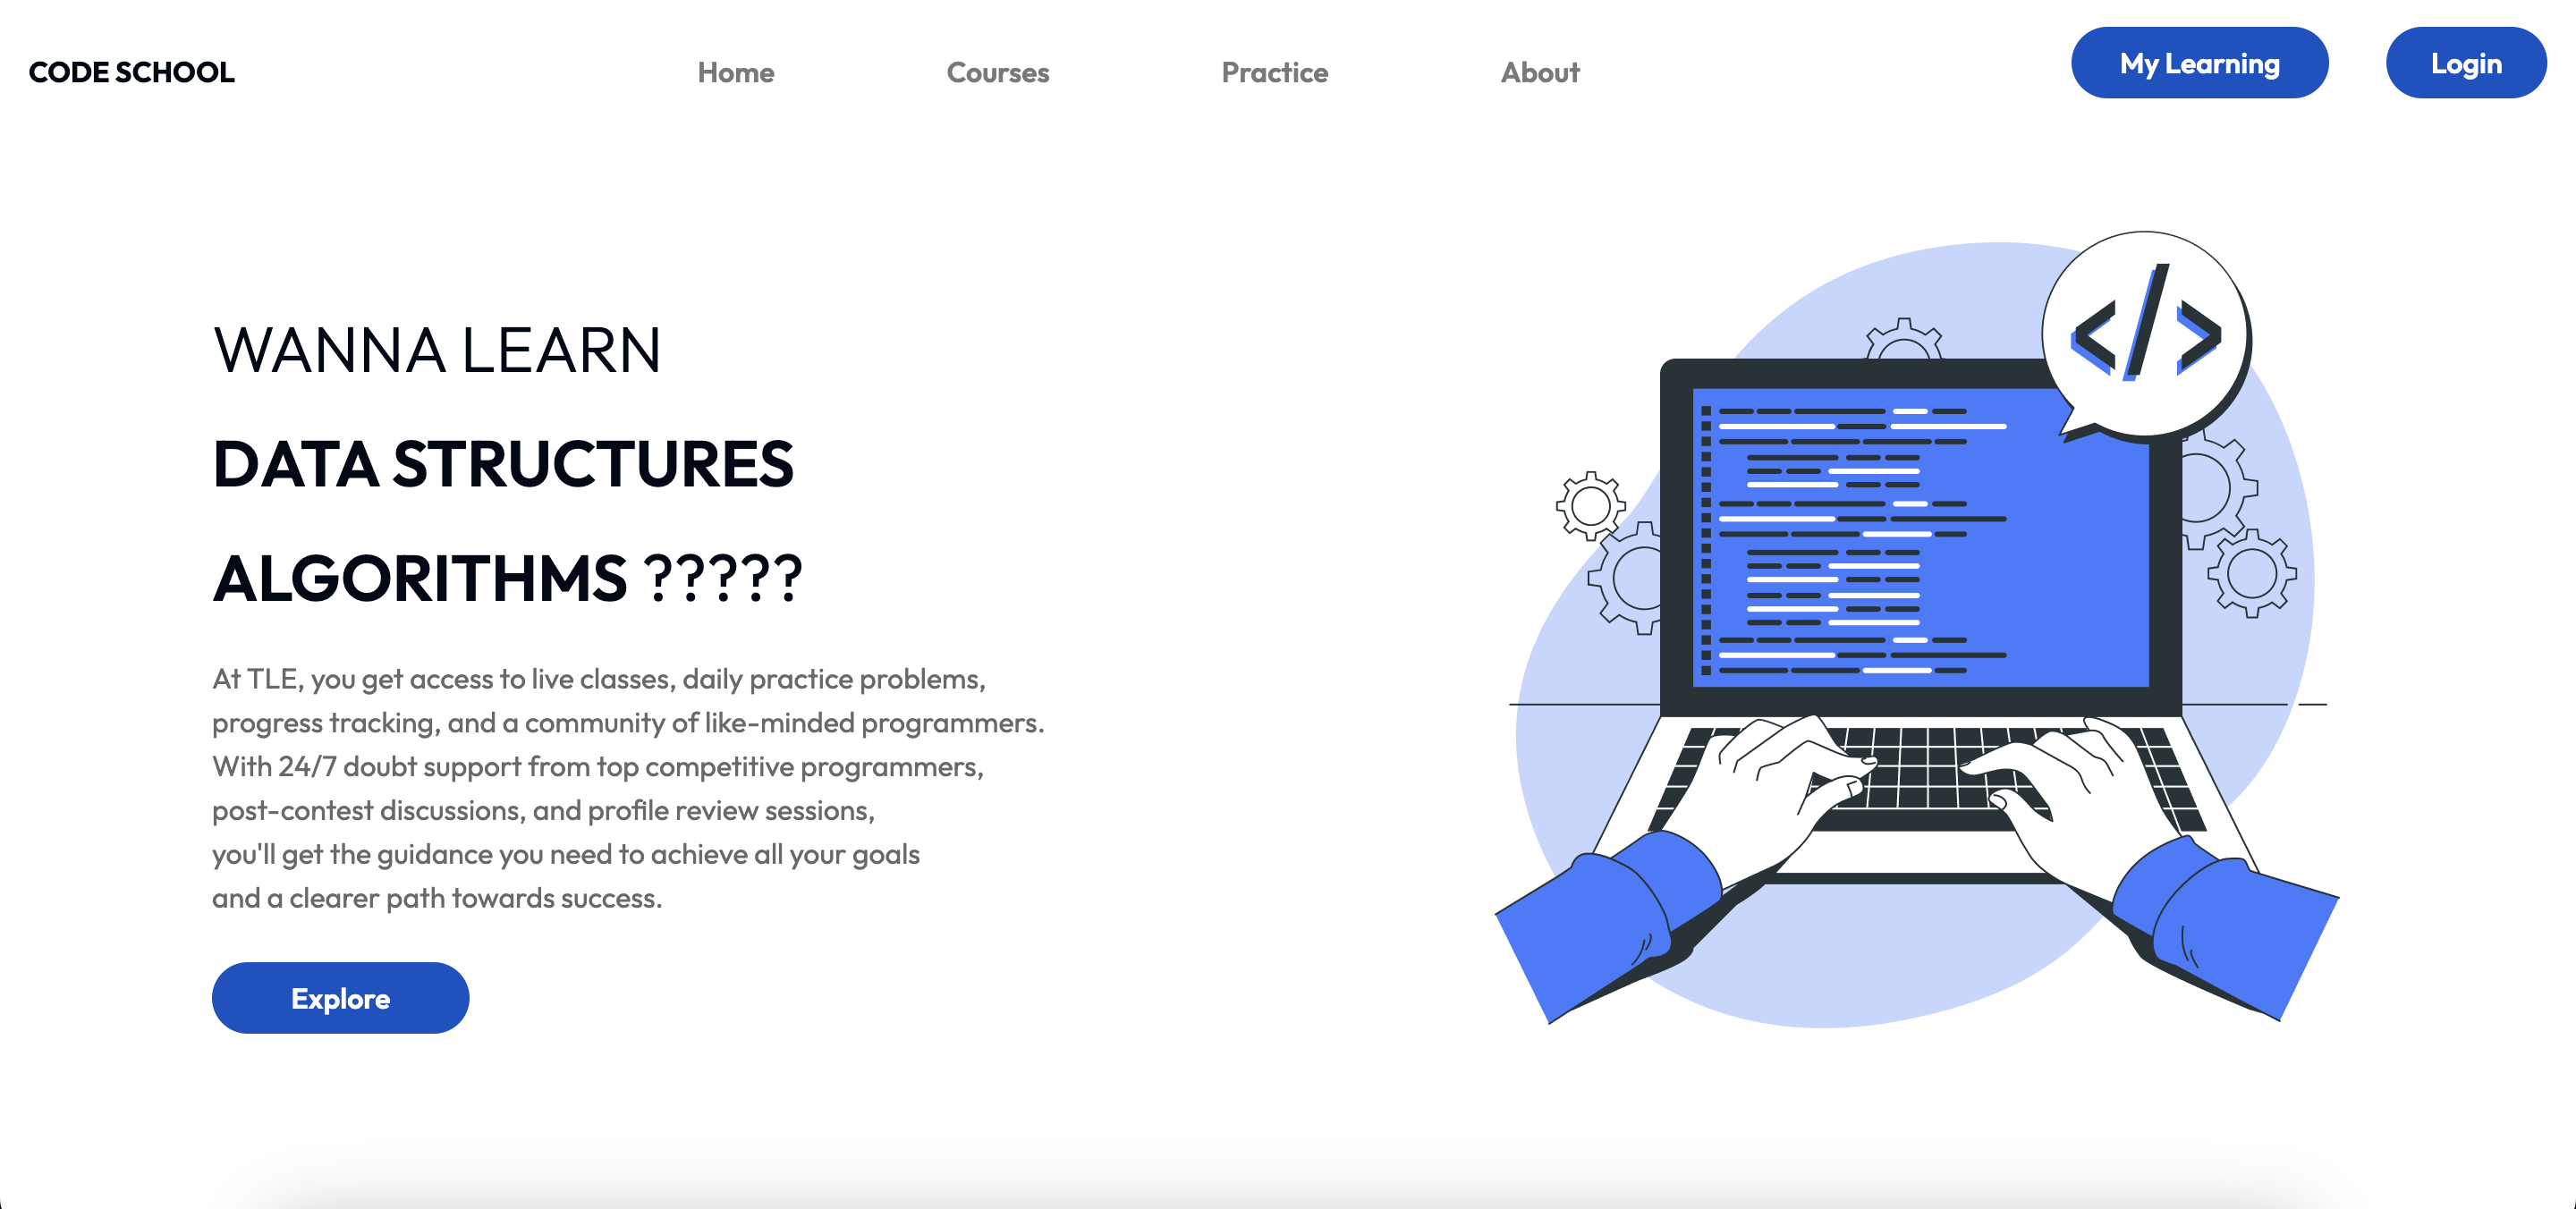 CODE SCHOOL
Home
Courses
Practice
About
My Learning
Login
WANNA LEARN
DATA STRUCTURES
ALGORITHMS ?????
At TLE, you get access to live classes, daily practice problems,
progress tracking, and a community of like-minded programmers.
With 24/7 doubt support from top competitive programmers,
post-contest discussions, and profile review sessions,
you'll get the guidance you need to achieve all your goals
and a clearer path towards success.
Explore
</>